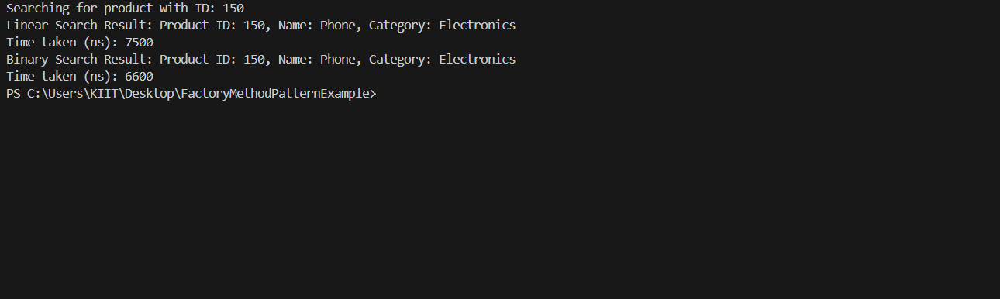 Searching for product with ID: 150
Linear Search Result: Product ID: 150, Name: Phone, Category: Electronics
Time taken (ns): 7500
Binary Search Result: Product ID: 150, Name: Phone, Category: Electronics
Time taken (ns): 6600
PS C:\Users\KIIT\Desktop\FactoryMethodPatternExample>